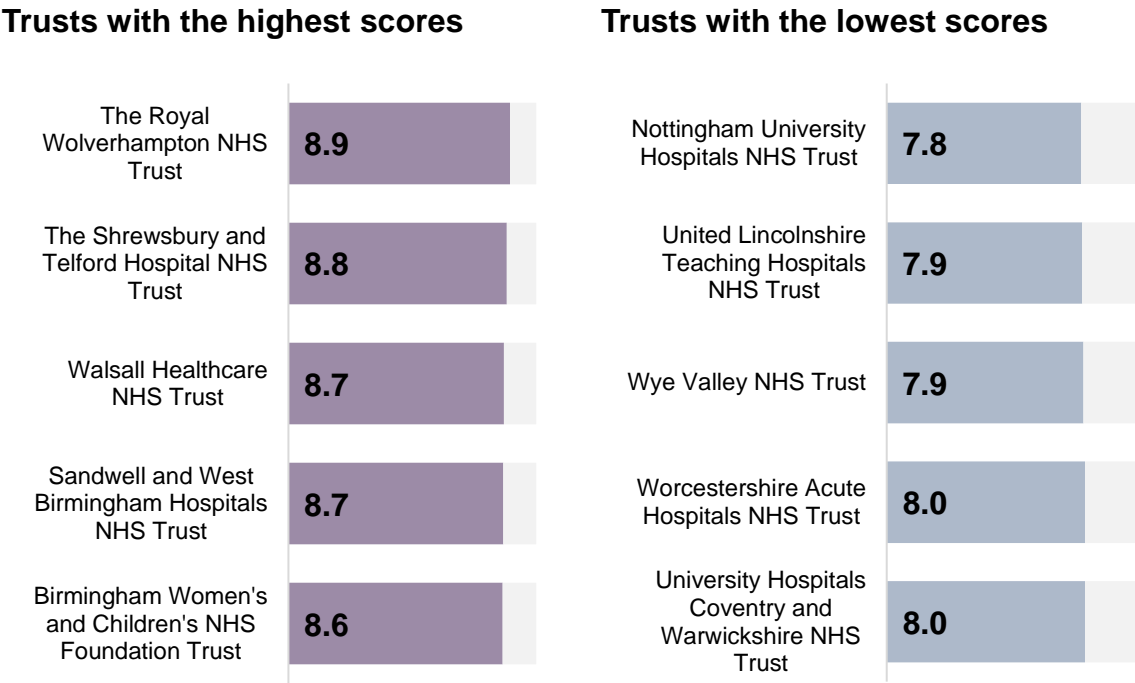 Trusts with the highest scores
The Royal
Wolverhampton NHS
Trust
8.9
The Shrewsbury and
Telford Hospital NHS
Trust
8.8
Walsall Healthcare
NHS Trust
8.7
Sandwell and West
Birmingham Hospitals
NHS Trust
8.7
Birmingham Women's
and Children's NHS
Foundation Trust
8.6
Trusts with the lowest scores
Nottingham University
Hospitals NHS Trust
7.8
United Lincolnshire
Teaching Hospitals
NHS Trust
7.9
Wye Valley NHS Trust
7.9
Worcestershire Acute
Hospitals NHS Trust
8.0
University Hospitals
Coventry and
Warwickshire NHS
Trust
8.0